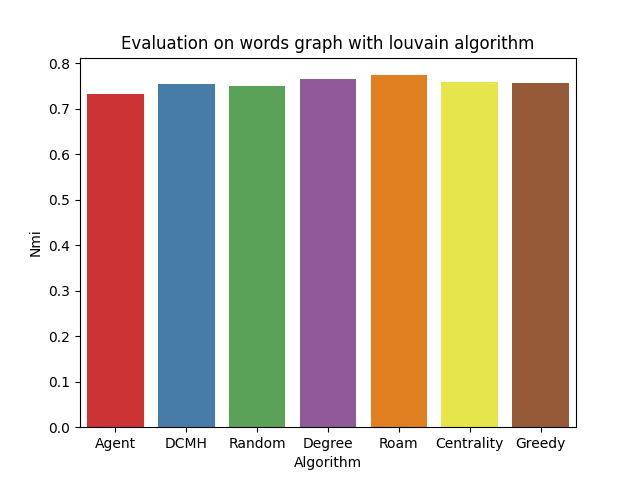 Evaluation on words graph with louvain algorithm
0.8
0.7
0.6
0.5
0.4
0.3
0.2
0.1
0.0
Nmi
Agent DCMH Random Degree Roam Centrality Greedy
Algorithm